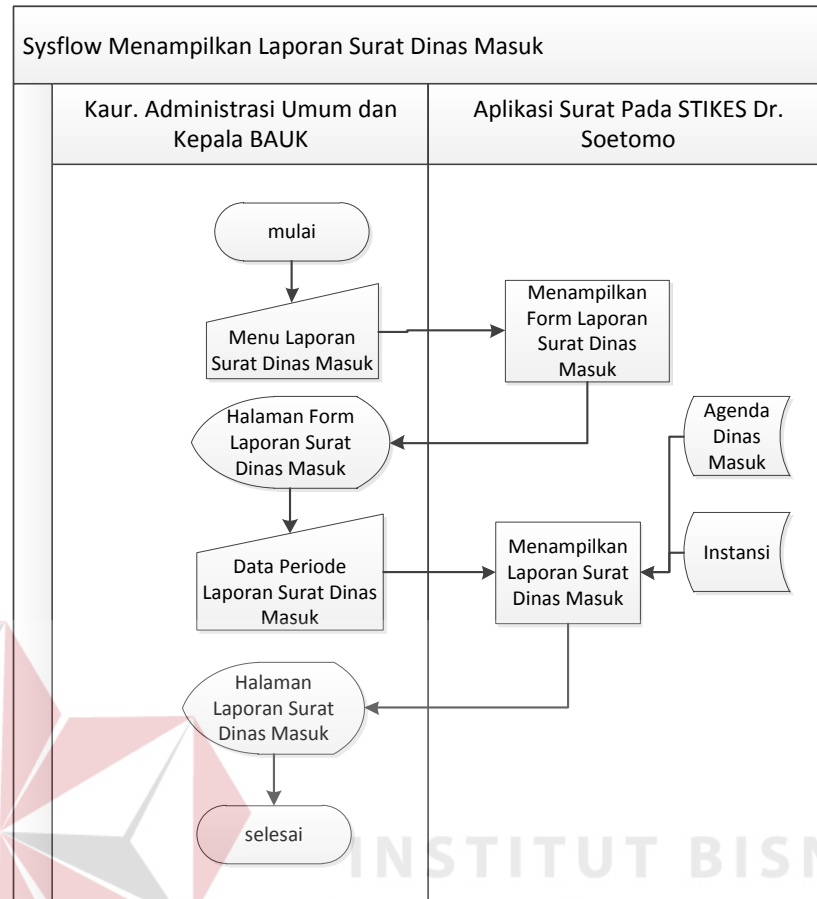 Sysflow Menampilkan Laporan Surat Dinas Masuk
Kaur. Administrasi Umum dan
Kepala BAUK
Aplikasi Surat Pada STIKES Dr.
Soetomo
mulai
Menu Laporan
Surat Dinas Masuk
Menampilkan
Form Laporan
Surat Dinas
Masuk
Halaman Form
Laporan Surat
Dinas Masuk
Agenda
Dinas
Masuk
Data Periode
Laporan Surat Dinas
Masuk
Menampilkan
Laporan Surat
Dinas Masuk
Instansi
Halaman
Laporan Surat
Dinas Masuk
selesai
INSTITUT BISN